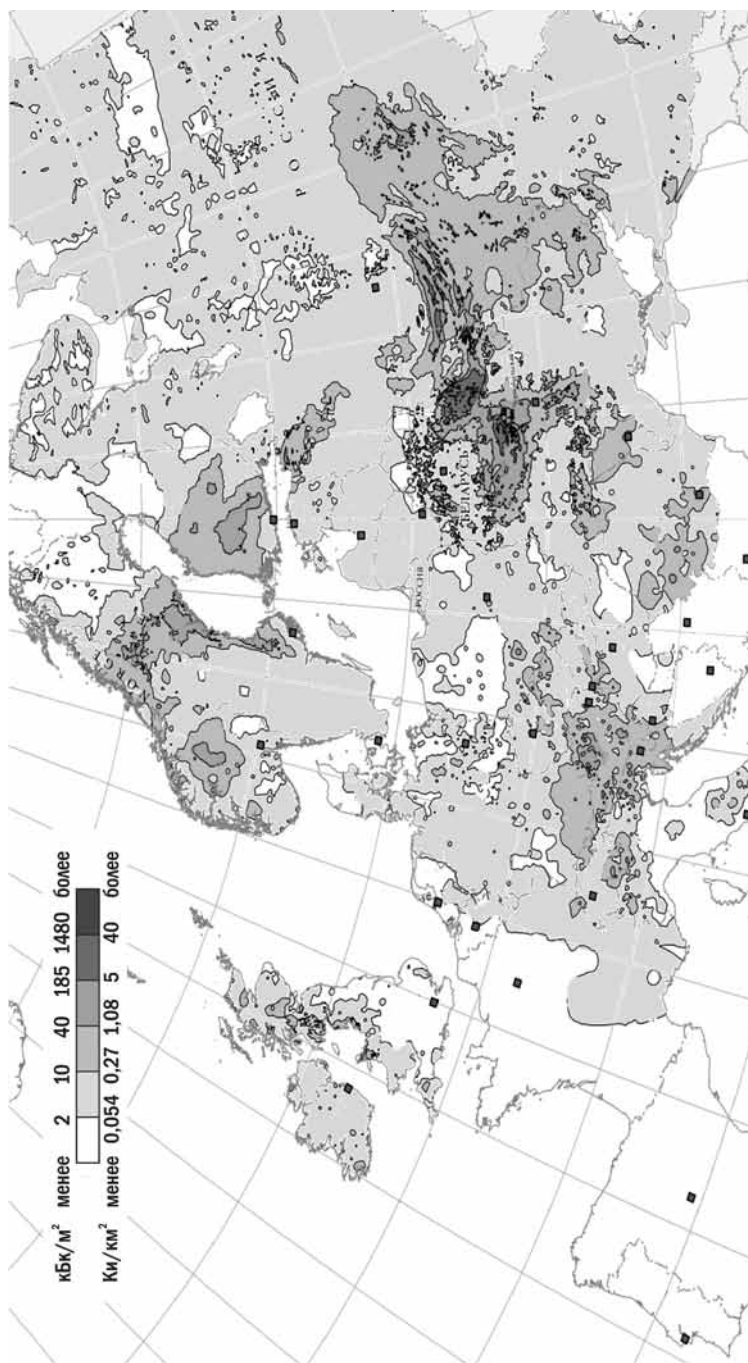 кБк/м² менее 2 10 40 185 1480 более
Ки/км² менее 0,054 0,27 1,08 5 40 более
РОССИЯ
РОССИЯ
БЕЛАРУСЬ